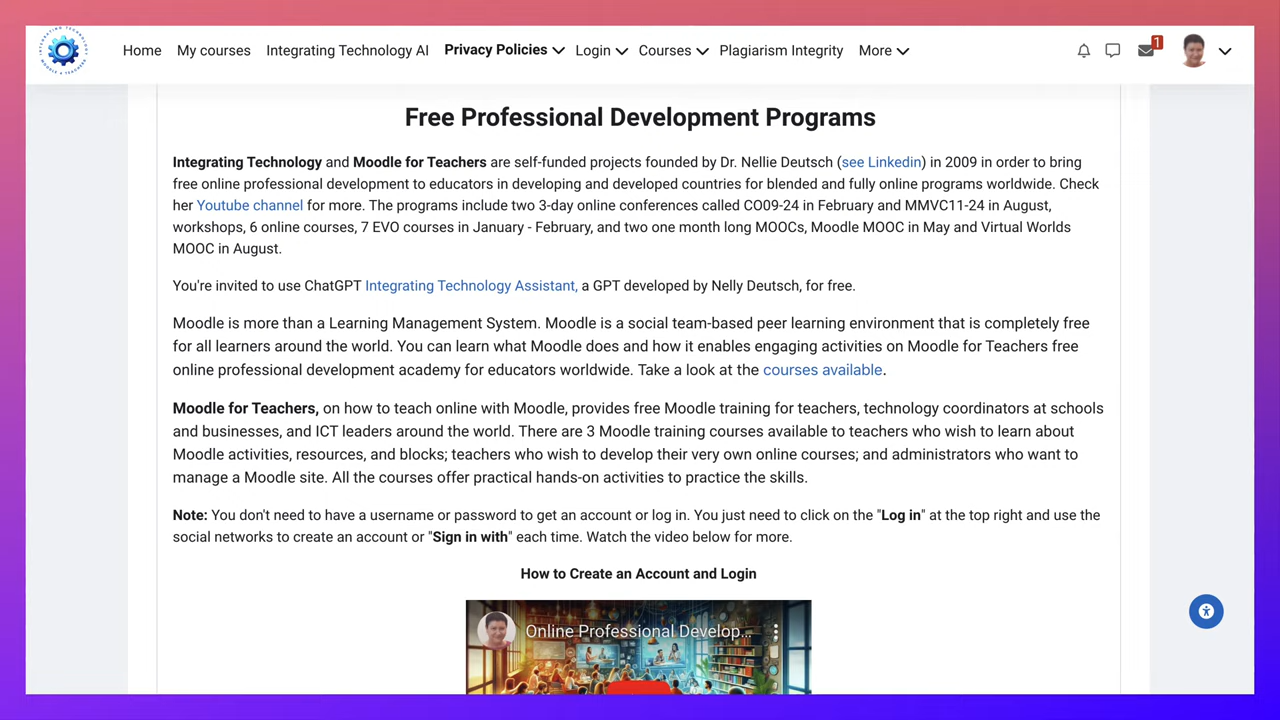 INTEGRATING TECHNOLOGY
MOODLE 4 TEACHERS
Home My courses Integrating Technology AI Privacy Policies Login Courses Plagiarism Integrity More 1
Free Professional Development Programs
Integrating Technology and Moodle for Teachers are self-funded projects founded by Dr. Nellie Deutsch (see Linkedin) in 2009 in order to bring
free online professional development to educators in developing and developed countries for blended and fully online programs worldwide. Check
her Youtube channel for more. The programs include two 3-day online conferences called CO09-24 in February and MMVC11-24 in August,
workshops, 6 online courses, 7 EVO courses in January - February, and two one month long MOOCs, Moodle MOOC in May and Virtual Worlds
MOOC in August.
You're invited to use ChatGPT Integrating Technology Assistant, a GPT developed by Nelly Deutsch, for free.
Moodle is more than a Learning Management System. Moodle is a social team-based peer learning environment that is completely free
for all learners around the world. You can learn what Moodle does and how it enables engaging activities on Moodle for Teachers free
online professional development academy for educators worldwide. Take a look at the courses available.
Moodle for Teachers, on how to teach online with Moodle, provides free Moodle training for teachers, technology coordinators at schools
and businesses, and ICT leaders around the world. There are 3 Moodle training courses available to teachers who wish to learn about
Moodle activities, resources, and blocks; teachers who wish to develop their very own online courses; and administrators who want to
manage a Moodle site. All the courses offer practical hands-on activities to practice the skills.
Note: You don't need to have a username or password to get an account or log in. You just need to click on the "Log in" at the top right and use the
social networks to create an account or "Sign in with" each time. Watch the video below for more.
How to Create an Account and Login
Online Professional Develop...